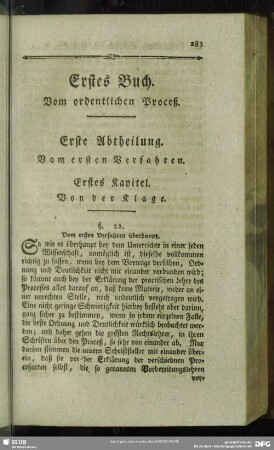 283
Erstes Buch.
Vom ordentlichen Proceß.
Erste Abtheilung.
Vom ersten Verfahren.
Erstes Kapitel.
Von der Klage.
§. 22.
Vom ersten Verfahren überhaupt.
So wie es überhaupt bey dem Unterrichte in einer jeden
Wissenschaft, unmöglich ist, dieselbe vollkommen
richtig zu fassen, wenn bey dem Vortrage derselben, Ord-
nung und Deutlichkeit nicht mit einander verbunden wird;
so kömmt auch bey der Erklärung der practischen Lehre des
Processes alles darauf an, daß keine Materie, weder an einer
unrechten Stelle, noch undeutlich vorgetragen werde.
Eine nicht geringe Schwierigkeit hierbey besteht aber darinn,
ganz sicher zu bestimmen, wenn in jedem einzelnen Falle,
die beste Ordnung und Deutlichkeit würklich beobachtet wor-
den; und daher gehen die größten Rechtslehrer, in ihren
Schriften über den Proceß, so sehr von einander ab. Nur
darinn stimmen die neuern Schriftsteller mit einander über-
ein, daß sie vor der Erklärung der verschiednen Pro-
ceßarten selbst, die so genannten Vorbereitungslehren
vor-
SLUB